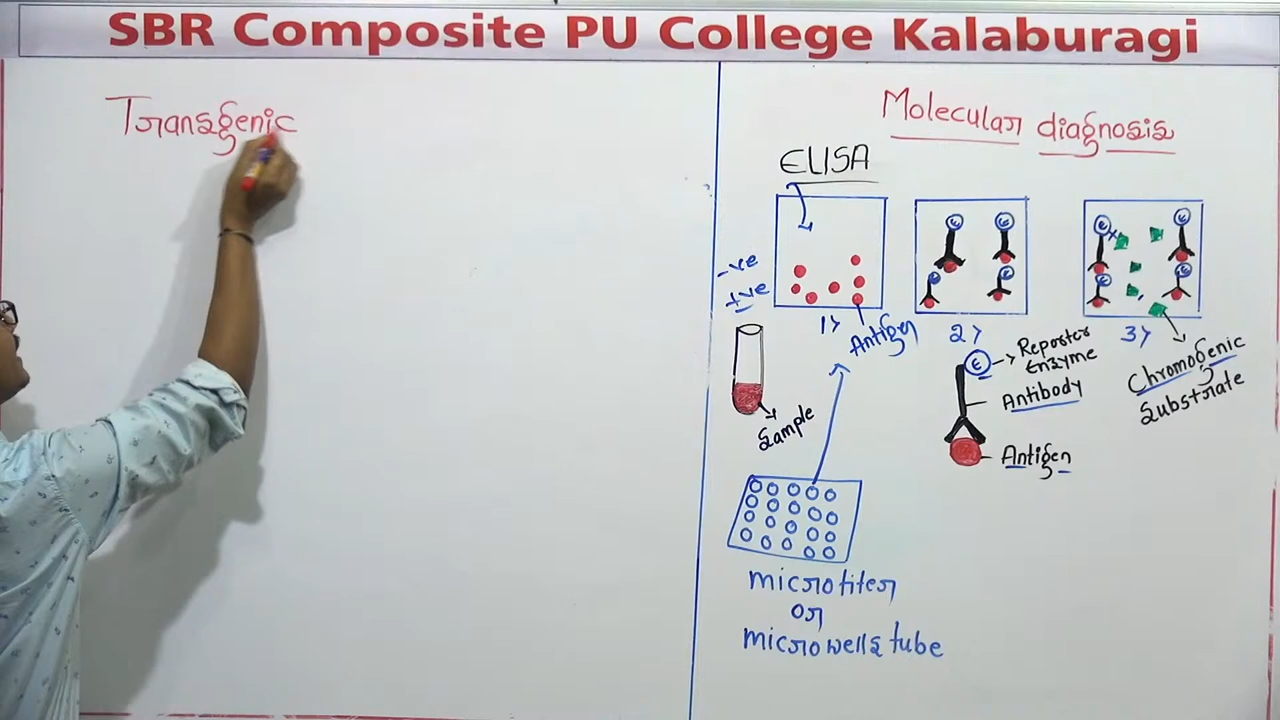 SBR Composite PU College Kalaburagi
Transgenic
Molecular diagnosis
ELISA
-ve
+ve
1>
Antigen
Sample
microtiter
or
microwells tube
2>
E
Reporter
Enzyme
Antibody
Antigen
3>
Chromogenic
Substrate